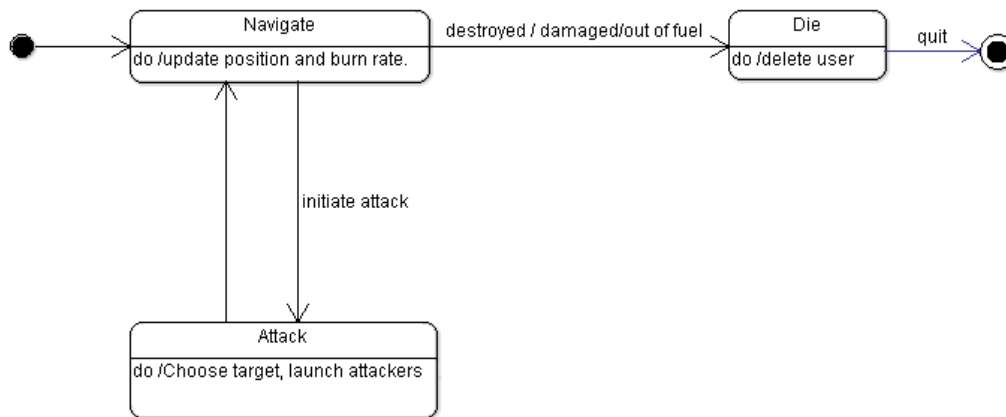 Navigate
do /update position and burn rate.
destroyed / damaged/out of fuel
Die
do /delete user
quit
initiate attack
Attack
do /Choose target, launch attackers